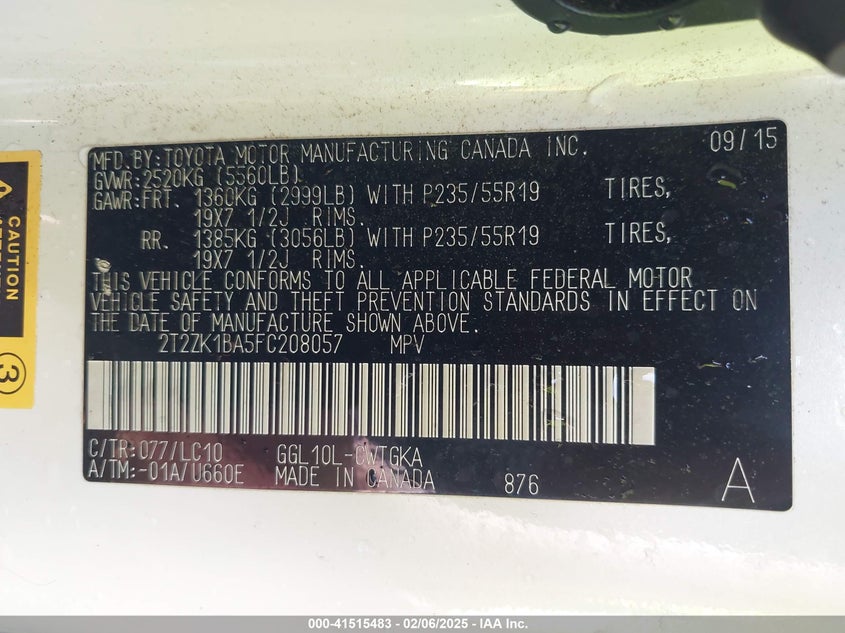 MFD. BY: TOYOTA MOTOR MANUFACTURING CANADA INC. 09/15
GVWR: 2520KG (5560LB)
GAWR: FRT. 1360KG (2999LB) WITH P235/55R19 TIRES,
19X7 1/2J RIMS.
RR. 1385KG (3056LB) WITH P235/55R19 TIRES,
19X7 1/2J RIMS.
THIS VEHICLE CONFORMS TO ALL APPLICABLE FEDERAL MOTOR
VEHICLE SAFETY AND THEFT PREVENTION STANDARDS IN EFFECT ON
THE DATE OF MANUFACTURE SHOWN ABOVE.
2T2ZK1BA5FC208057 MPV
C/TR: 077/LC10 GGL10L-CWTGKA
A/TM: -01A/U660E MADE IN CANADA 876 A
CAUTION
3
000-41515483 - 02/06/2025 - IAA Inc.